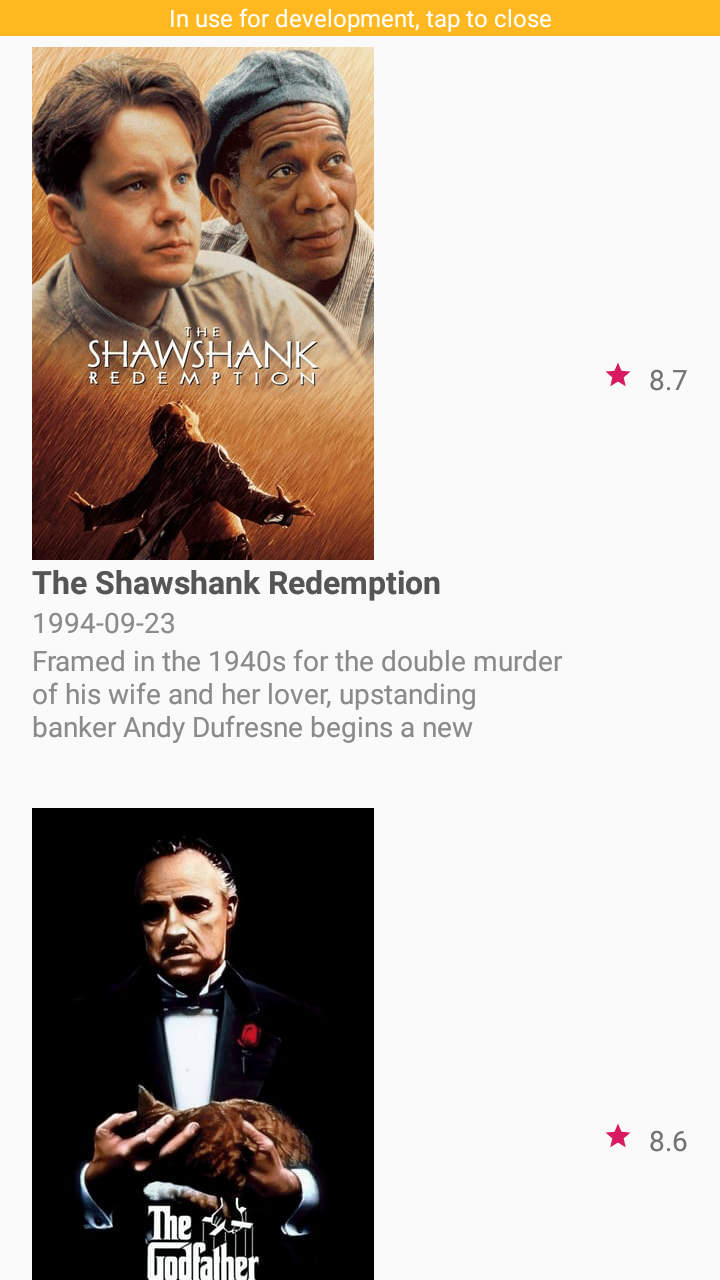 In use for development, tap to close
THE
SHAWSHANK
REDEMPTION
8.7
The Shawshank Redemption
1994-09-23
Framed in the 1940s for the double murder
of his wife and her lover, upstanding
banker Andy Dufresne begins a new
8.6
The
Godfather